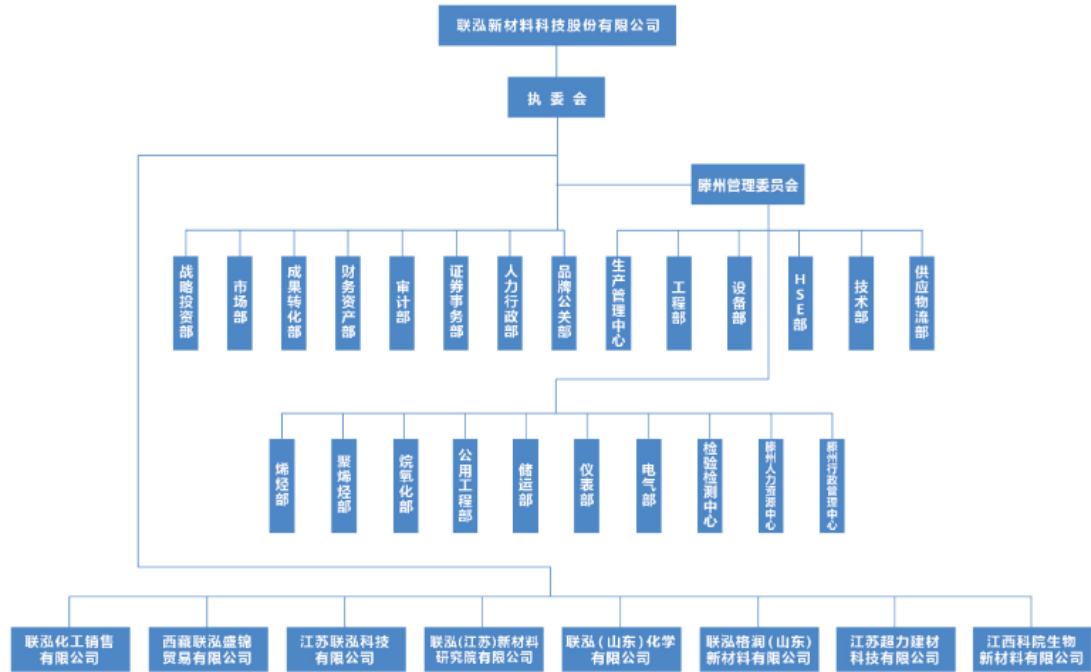 联泓新材料科技股份有限公司
执委会
滕州管理委员会
战略投资部
市场部
成果转化部
财务资产部
审计部
证券事务部
人力行政部
品牌公关部
生产管理中心
工程部
设备部
HSE部
技术部
供应物流部
烯烃部
聚烯烃部
烷氧化部
公用工程部
储运部
仪表部
电气部
检验检测中心
滕州人力资源中心
滕州行政管理中心
联泓化工销售
有限公司
西藏联泓盛锦
贸易有限公司
江苏联泓科技
有限公司
联泓(江苏)新材料
研究院有限公司
联泓(山东)化学
有限公司
联泓格润(山东)
新材料有限公司
江苏超力建材
科技有限公司
江西科院生物
新材料有限公司